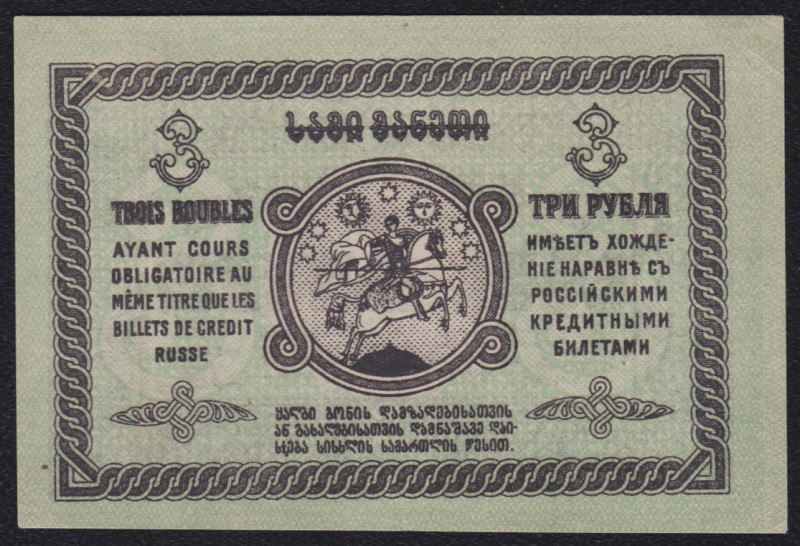 სამი მანეთი
3
TROIS ROUBLES
AYANT COURS
OBLIGATOIRE AU
MÊME TITRE QUE LES
BILLETS DE CREDIT
RUSSE
3
ТРИ РУБЛЯ
ИМѢЕТЪ ХОЖДЕ-
НІЕ НАРАВНѢ СЪ
РОССІЙСКИМИ
КРЕДИТНЫМИ
БИЛЕТАМИ
ყალბი ბონის დამზადებისათვის
ან გასაღებისათვის დამნაშავე დაი-
სჯება სისხლის სამართლის წესით.